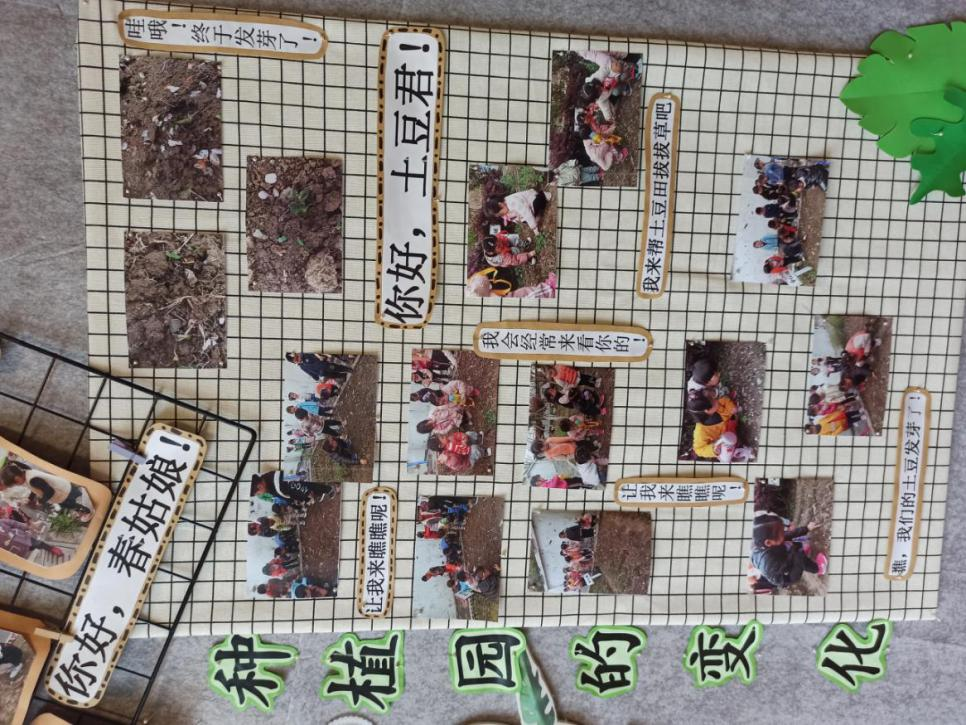 你好，春姑娘！
种植园的变化
哇哦！终于发芽了！
让我来瞧瞧呢！
你好，土豆君！
我会经常来看你的！
让我来瞧瞧呢！
我来帮土豆田拔拔草吧
瞧，我们的土豆发芽了！